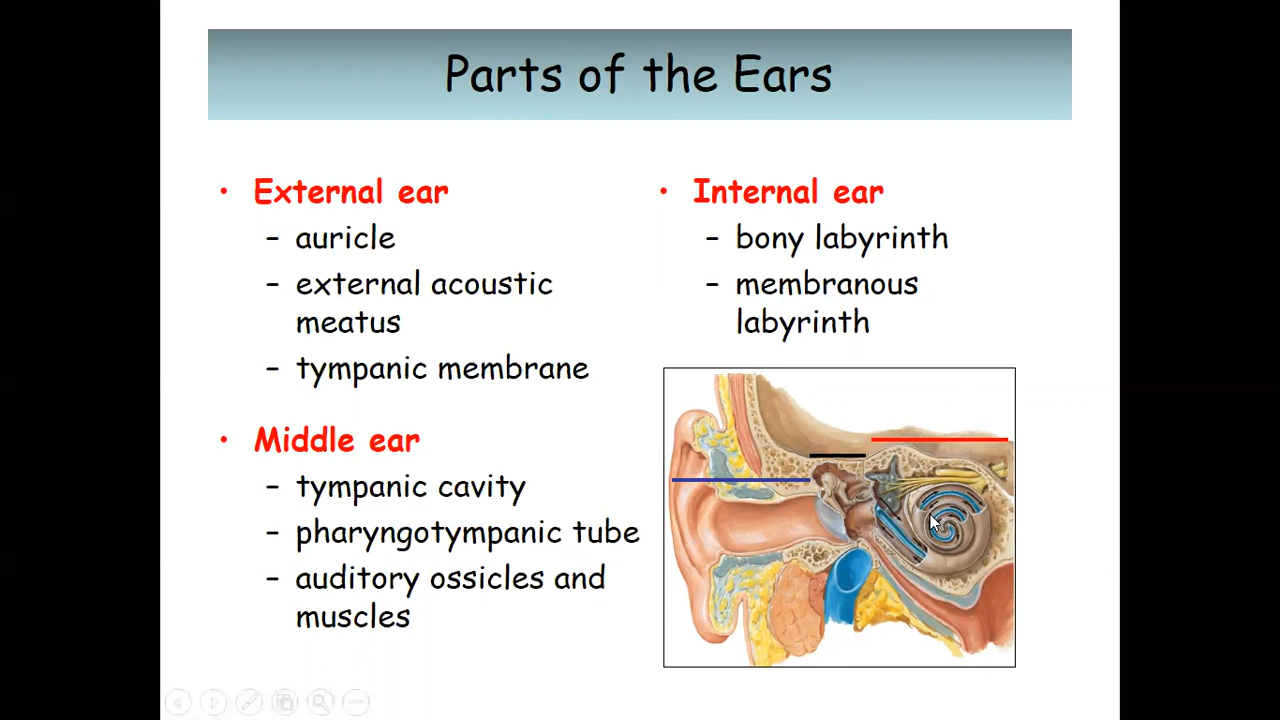 Parts of the Ears
• External ear
– auricle
– external acoustic
meatus
– tympanic membrane
• Middle ear
– tympanic cavity
– pharyngotympanic tube
– auditory ossicles and
muscles
• Internal ear
– bony labyrinth
– membranous
labyrinth